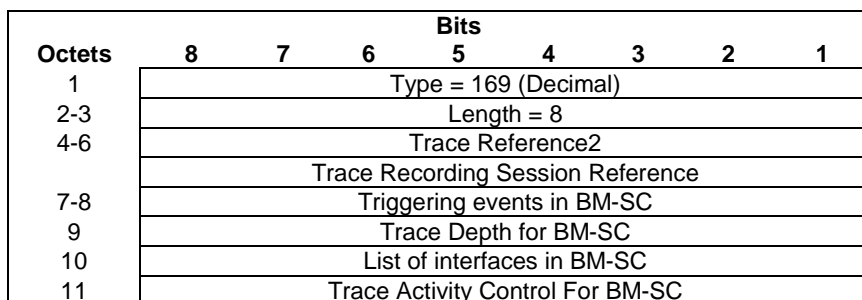 Bits
Octets 8 7 6 5 4 3 2 1
1 Type = 169 (Decimal)
2-3 Length = 8
4-6 Trace Reference2
Trace Recording Session Reference
7-8 Triggering events in BM-SC
9 Trace Depth for BM-SC
10 List of interfaces in BM-SC
11 Trace Activity Control For BM-SC